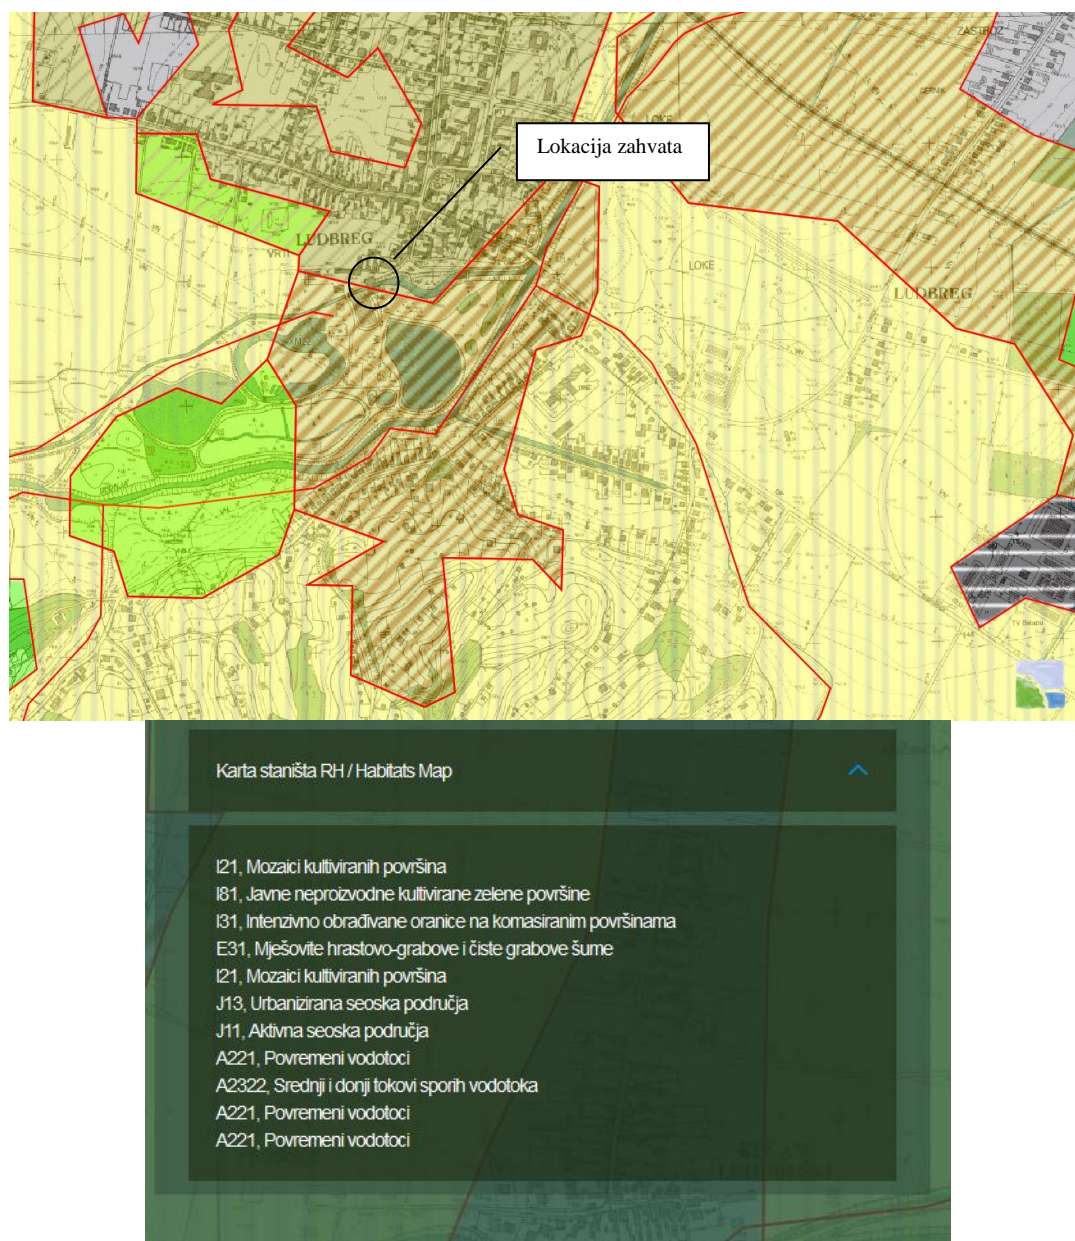 ZASTROZ
CERNIK
LOKE
Lokacija zahvata
LUDBREG
VRTI
LOKE
LUDBREG
Karta staništa RH / Habitats Map
I21, Mozaici kultiviranih površina
I81, Javne neproizvodne kultivirane zelene površine
I31, Intenzivno obrađivane oranice na komasiranim površinama
E31, Mješovite hrastovo-grabove i čiste grabove šume
I21, Mozaici kultiviranih površina
J13, Urbanizirana seoska područja
J11, Aktivna seoska područja
A221, Povremeni vodotoci
A2322, Srednji i donji tokovi sporih vodotoka
A221, Povremeni vodotoci
A221, Povremeni vodotoci